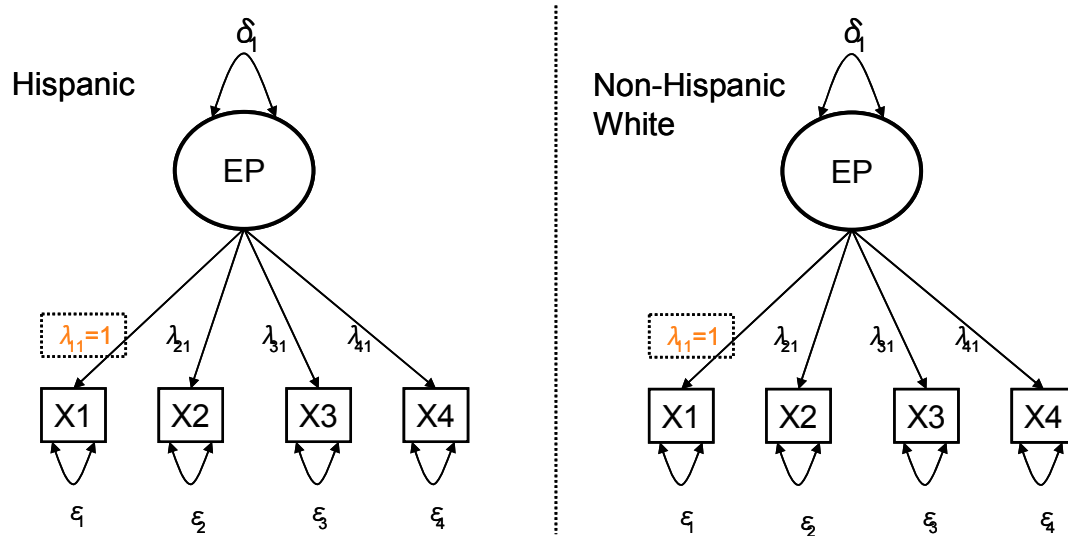 δ1
Hispanic
EP
λ11=1
λ21
λ31
λ41
X1
X2
X3
X4
ε1
ε2
ε3
ε4
δ1
Non-Hispanic
White
EP
λ11=1
λ21
λ31
λ41
X1
X2
X3
X4
ε1
ε2
ε3
ε4